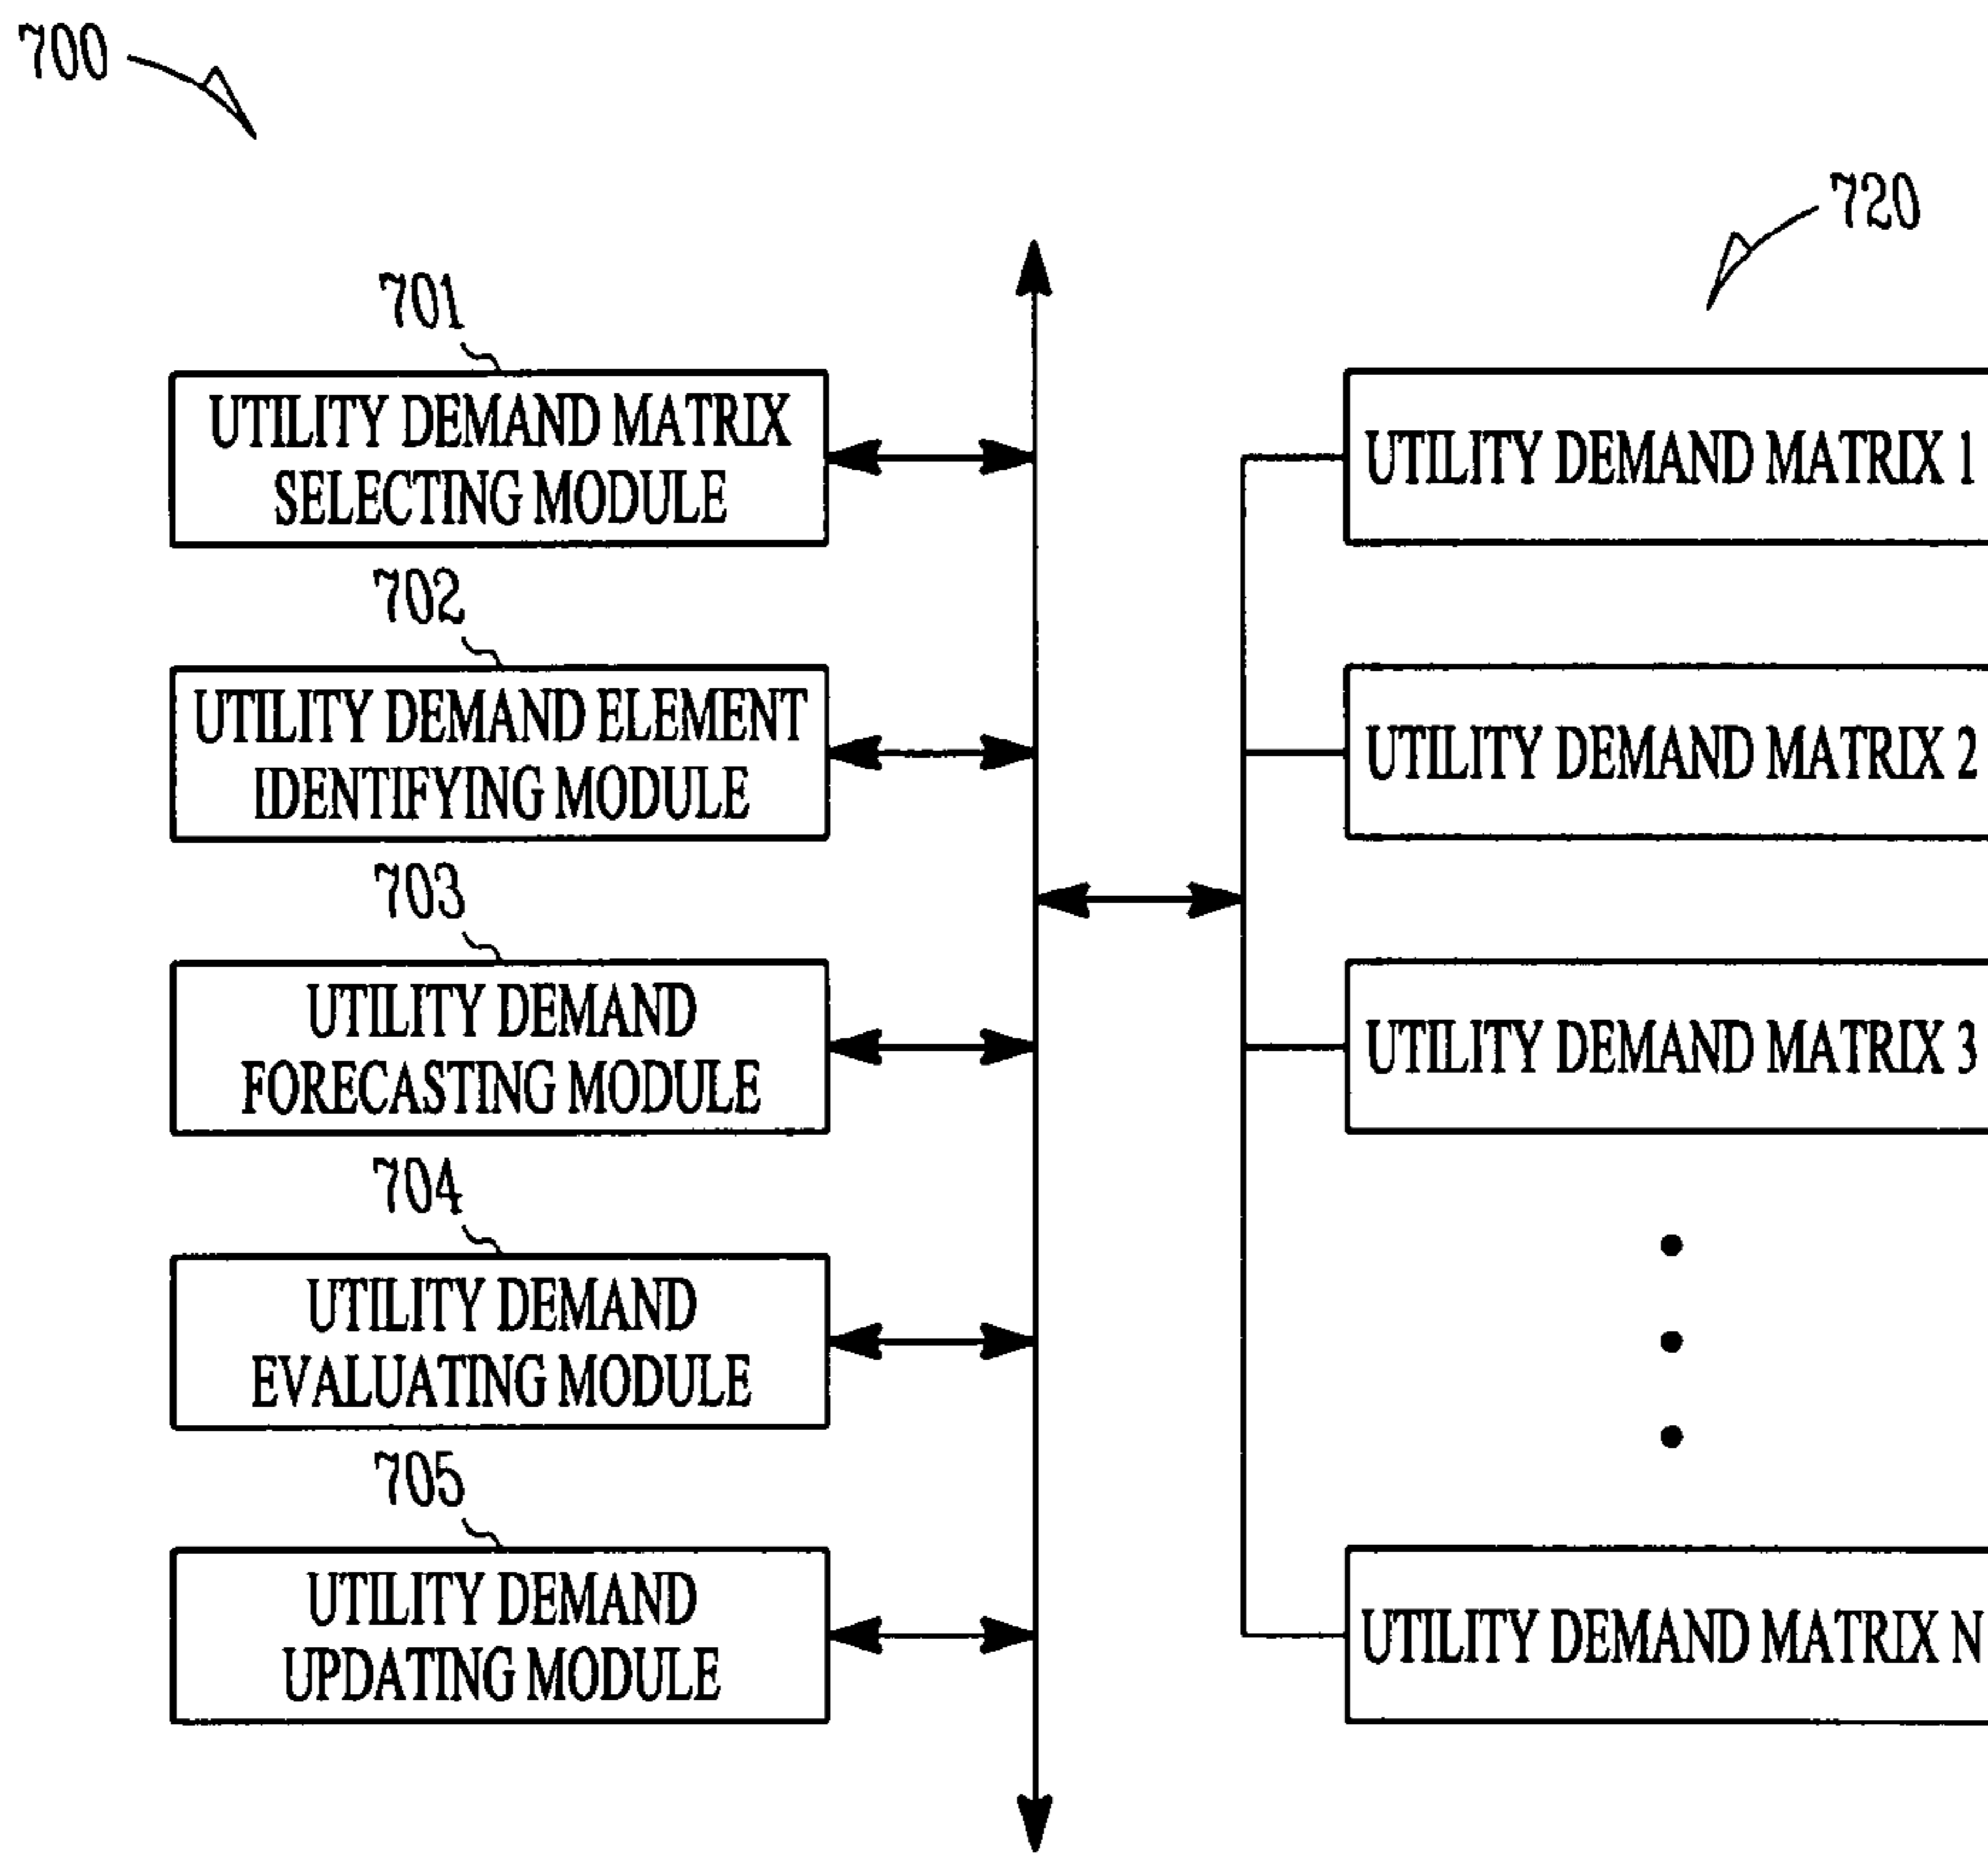 700
720
701
UTILITY DEMAND MATRIX
SELECTING MODULE
UTILITY DEMAND MATRIX 1
702
UTILITY DEMAND ELEMENT
IDENTIFYING MODULE
UTILITY DEMAND MATRIX 2
703
UTILITY DEMAND
FORECASTING MODULE
UTILITY DEMAND MATRIX 3
704
UTILITY DEMAND
EVALUATING MODULE
705
UTILITY DEMAND
UPDATING MODULE
UTILITY DEMAND MATRIX N